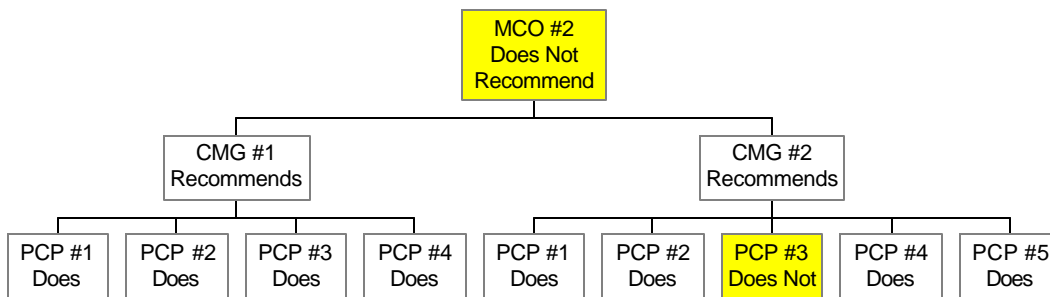 MCO #2
Does Not
Recommend
CMG #1
Recommends
CMG #2
Recommends
PCP #1
Does
PCP #2
Does
PCP #3
Does
PCP #4
Does
PCP #1
Does
PCP #2
Does
PCP #3
Does Not
PCP #4
Does
PCP #5
Does